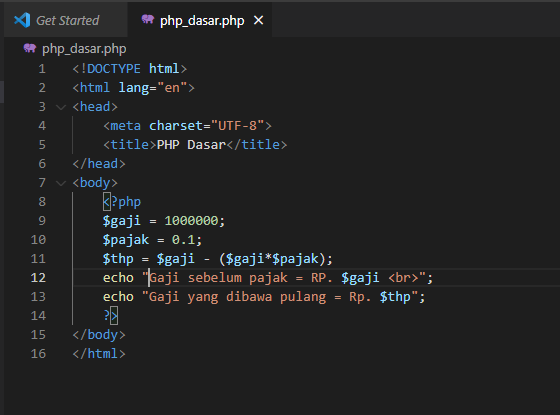 Get Started php_dasar.php
php_dasar.php
1 <!DOCTYPE html>
2 <html lang="en">
3 <head>
4 <meta charset="UTF-8">
5 <title>PHP Dasar</title>
6 </head>
7 <body>
8 <?php
9 $gaji = 1000000;
10 $pajak = 0.1;
11 $thp = $gaji - ($gaji*$pajak);
12 echo "Gaji sebelum pajak = RP. $gaji <br>";
13 echo "Gaji yang dibawa pulang = Rp. $thp";
14 ?>
15 </body>
16 </html>